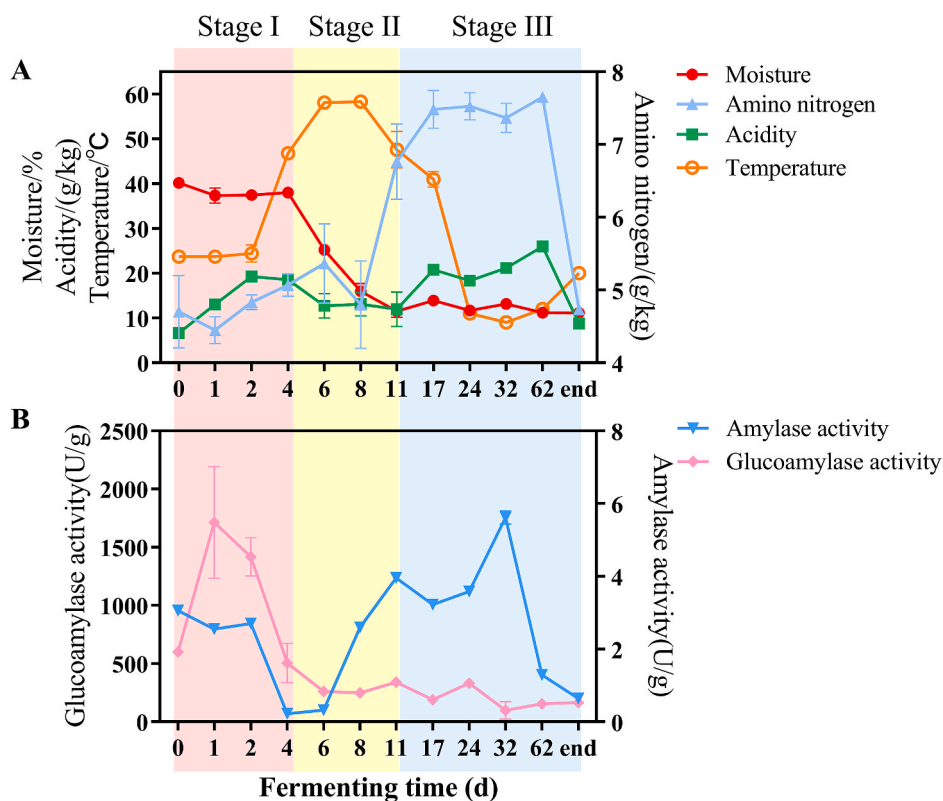 Stage I Stage II Stage III
A
Moisture/%
Acidity/(g/kg)
Temperature/℃
60
50
40
30
20
10
0
8
7
6
5
4
Amino nitrogen/(g/kg)
0 1 2 4 6 8 11 17 24 32 62 end
Moisture
Amino nitrogen
Acidity
Temperature
B
Glucoamylase activity(U/g)
2500
2000
1500
1000
500
0
8
6
4
2
0
Amylase activity(U/g)
0 1 2 4 6 8 11 17 24 32 62 end
Fermenting time (d)
Amylase activity
Glucoamylase activity